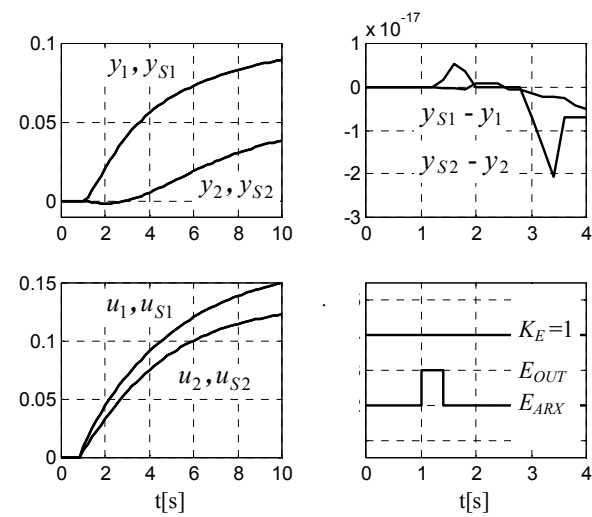 0.1
0.05
0
y1, yS1
y2, yS2
0 2 4 6 8 10
x 10^-17
1
0
-1
-2
-3
yS1 - y1
yS2 - y2
0 1 2 3 4
0.15
0.1
0.05
0
u1, uS1
u2, uS2
0 2 4 6 8 10
t[s]
KE=1
EOUT
EARX
0 1 2 3 4
t[s]